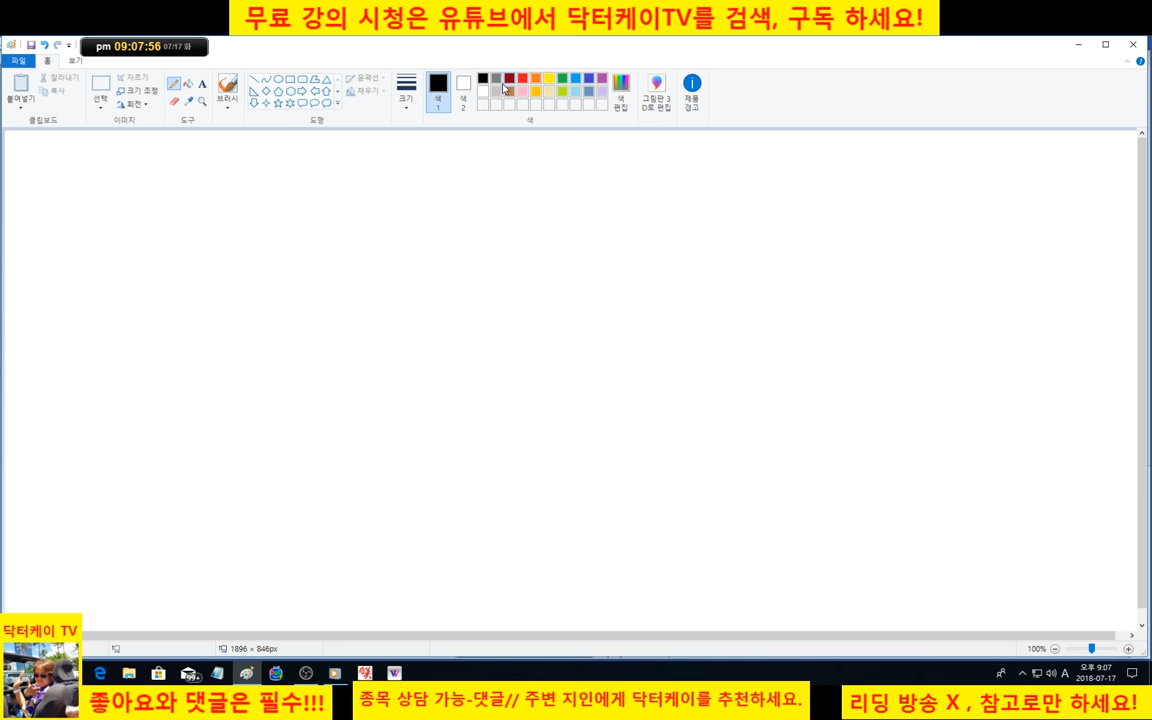 무료 강의 시청은 유튜브에서 닥터케이TV를 검색, 구독 하세요!
pm 09:07:56 07/17 화
파일 홈 보기
붙여넣기
잘라내기
복사
클립보드
선택
자르기
크기 조정
회전
이미지
도구
브러시
윤곽선
채우기
도형
크기
색 1
색 2
색 편집
색
그림판 3D로 편집
제품 경고
닥터케이 TV
1896 × 846px
100%
99+
A
오후 9:07
2018-07-17
좋아요와 댓글은 필수!!!
종목 상담 가능-댓글// 주변 지인에게 닥터케이를 추천하세요.
리딩 방송 X , 참고로만 하세요!